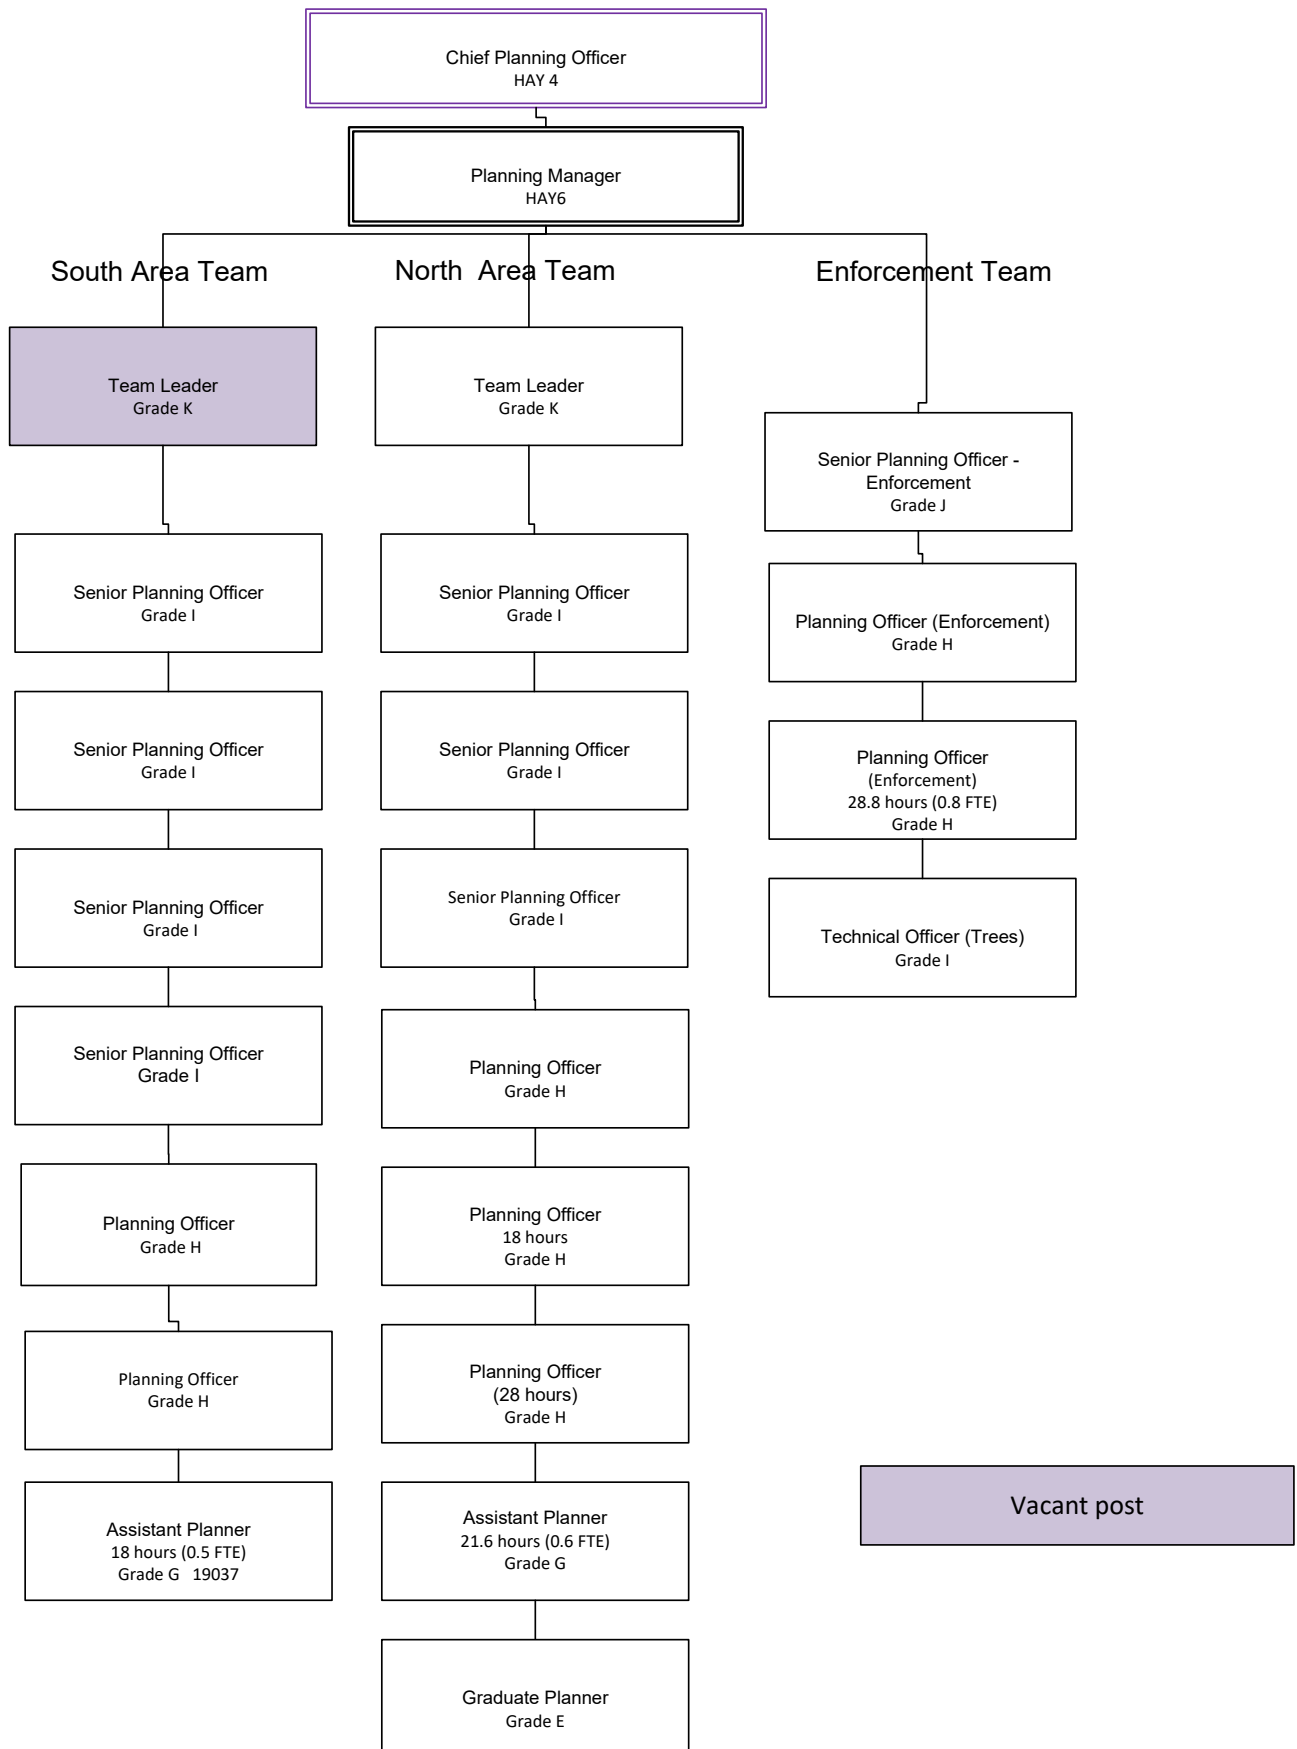 Chief Planning Officer
HAY 4
Planning Manager
HAY6
South Area Team
North  Area Team
Enforcement Team
Team Leader
Grade K
Senior Planning Officer
Grade I
Senior Planning Officer
Grade I
Senior Planning Officer
Grade I
Senior Planning Officer
Grade I
Planning Officer
Grade H
Planning Officer
Grade H
Assistant Planner
18 hours (0.5 FTE)
Grade G   19037
Team Leader
Grade K
Senior Planning Officer
Grade I
Senior Planning Officer
Grade I
Senior Planning Officer
Grade I
Planning Officer
Grade H
Planning Officer
18 hours
Grade H
Planning Officer
(28 hours)
Grade H
Assistant Planner
21.6 hours (0.6 FTE)
Grade G
Graduate Planner
Grade E
Senior Planning Officer -
Enforcement
Grade J
Planning Officer (Enforcement)
Grade H
Planning Officer
(Enforcement)
28.8 hours (0.8 FTE)
Grade H
Technical Officer (Trees)
Grade I
Vacant post